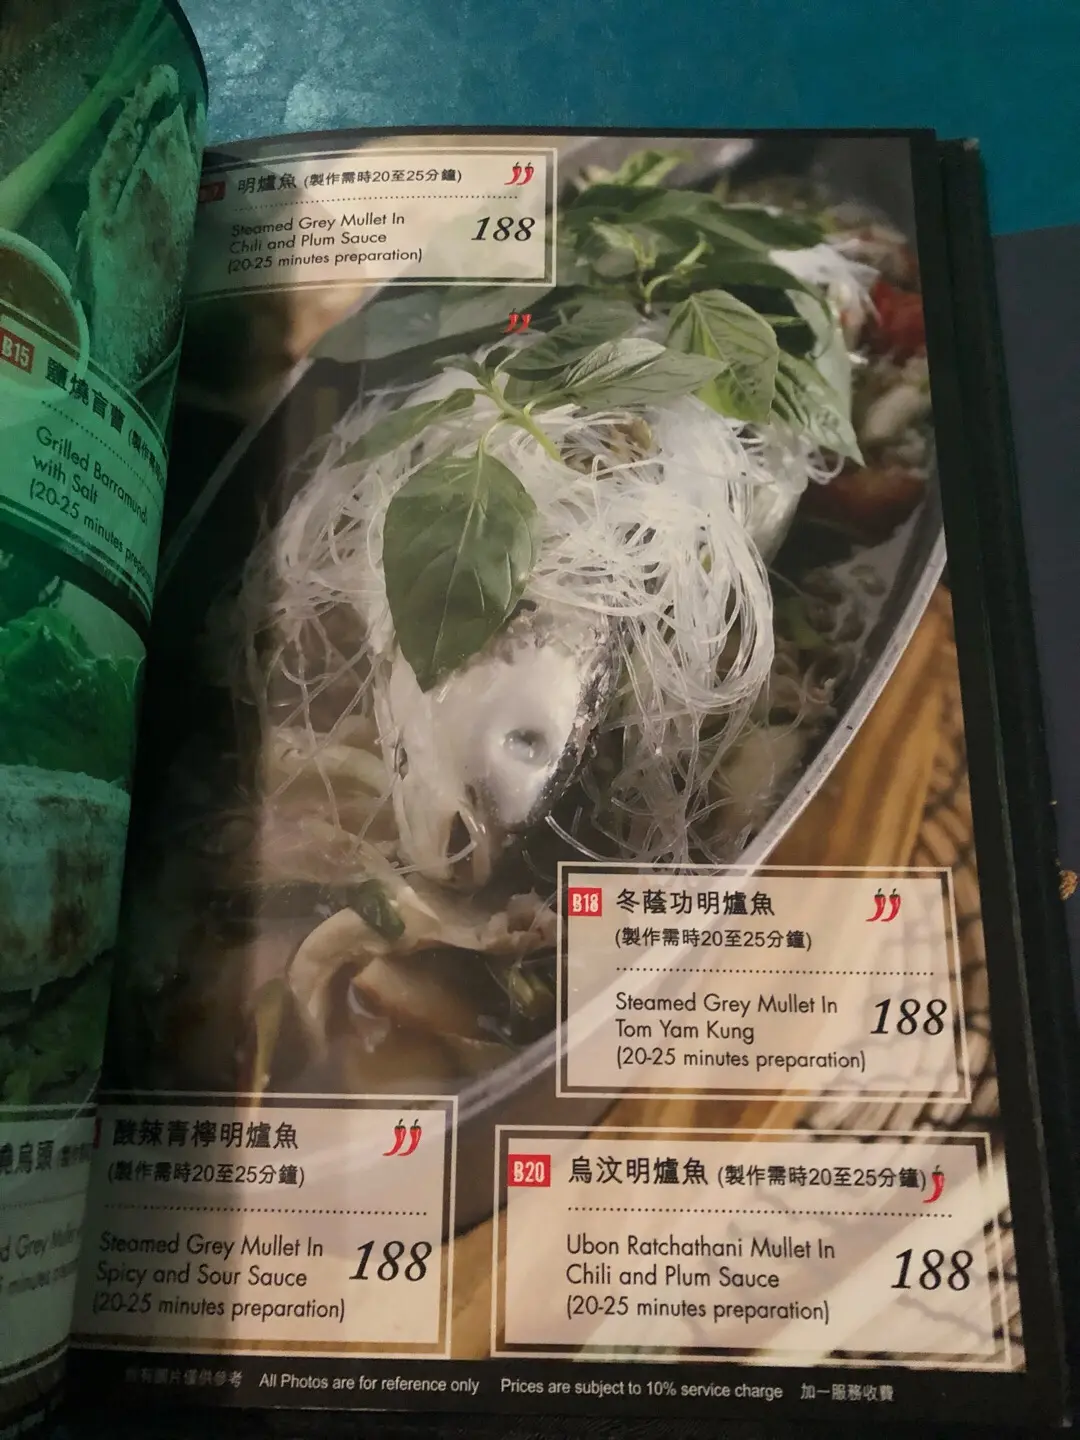 明爐魚 (製作需時20至25分鐘)
Steamed Grey Mullet In
Chili and Plum Sauce
(20-25 minutes preparation)
188
B15
鹽燒盲曹 (製作
Grilled Barramundi
with Salt
(20-25 minutes
B18
冬蔭功明爐魚
(製作需時20至25分鐘)
Steamed Grey Mullet In
Tom Yam Kung
(20-25 minutes preparation)
188
酸辣青檸明爐魚
(製作需時20至25分鐘)
Steamed Grey Mullet In
Spicy and Sour Sauce
(20-25 minutes preparation)
188
B20
烏汶明爐魚 (製作需時20至25分鐘)
Ubon Ratchathani Mullet In
Chili and Plum Sauce
(20-25 minutes preparation)
188
燒烏頭
Grey
所有圖片僅供參考 All Photos are for reference only Prices are subject to 10% service charge 加一服務收費